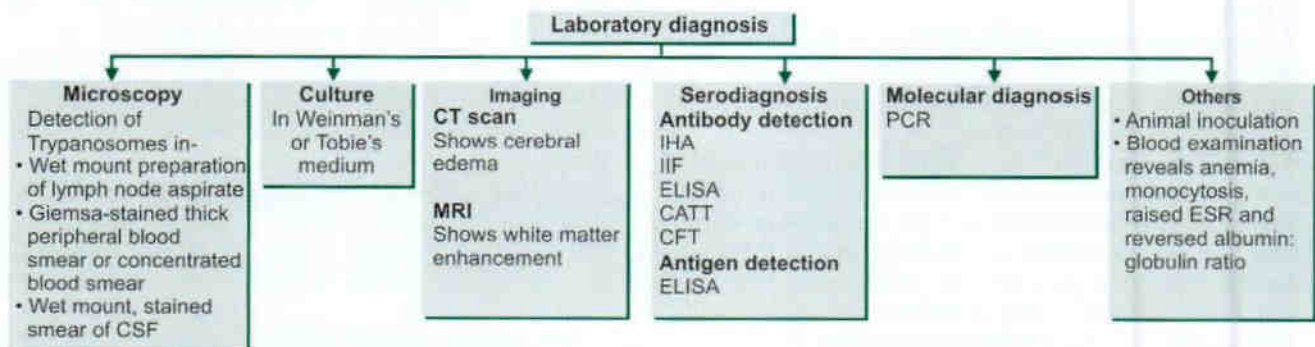 Laboratory diagnosis
Microscopy
Detection of
Trypanosomes in-
• Wet mount preparation
of lymph node aspirate
• Giemsa-stained thick
peripheral blood
smear or concentrated
blood smear
• Wet mount, stained
smear of CSF
Culture
In Weinman's
or Tobie's
medium
Imaging
CT scan
Shows cerebral
edema
MRI
Shows white matter
enhancement
Serodiagnosis
Antibody detection
IHA
IIF
ELISA
CATT
CFT
Antigen detection
ELISA
Molecular diagnosis
PCR
Others
• Animal inoculation
• Blood examination
reveals anemia,
monocytosis,
raised ESR and
reversed albumin:
globulin ratio